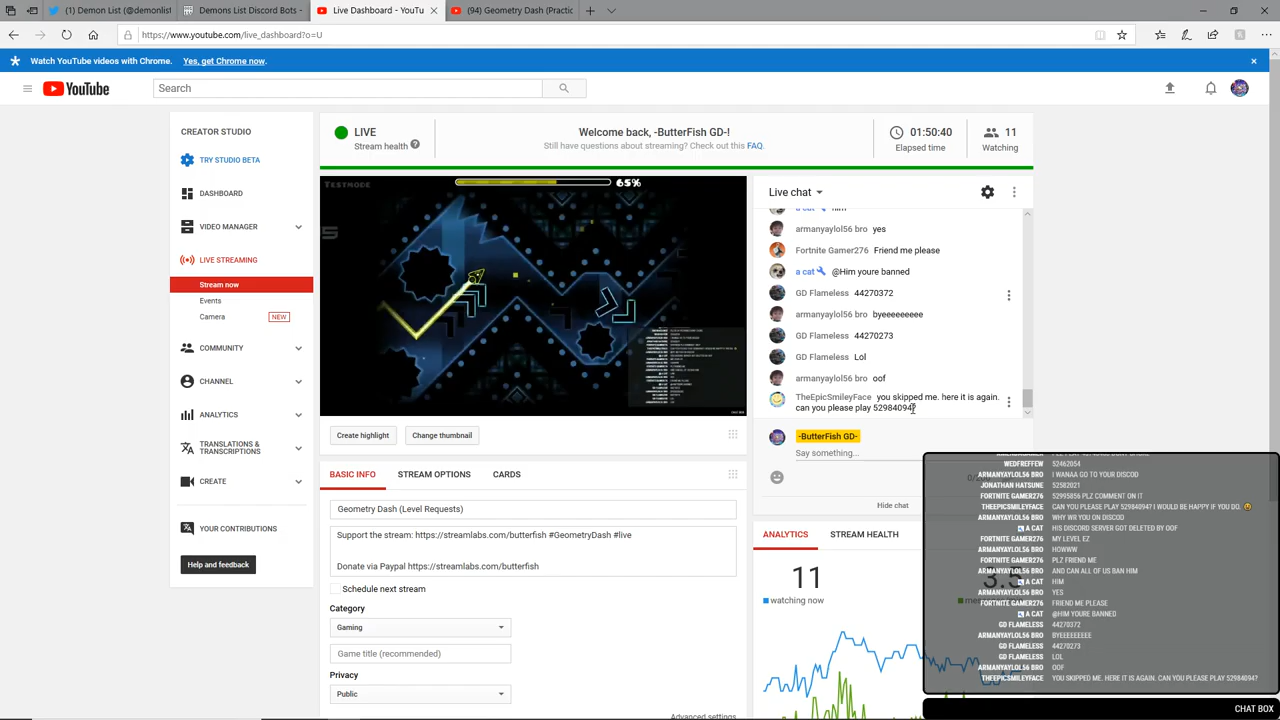 (1) Demon List (@demonlist
Demons List Discord Bots -
Live Dashboard - YouTu
(94) Geometry Dash (Practic
https://www.youtube.com/live_dashboard?o=U
Watch YouTube videos with Chrome. Yes, get Chrome now.
YouTube
Search
CREATOR STUDIO
TRY STUDIO BETA
DASHBOARD
VIDEO MANAGER
LIVE STREAMING
Stream now
Events
Camera NEW
COMMUNITY
CHANNEL
ANALYTICS
TRANSLATIONS &
TRANSCRIPTIONS
CREATE
YOUR CONTRIBUTIONS
Help and feedback
LIVE
Stream health
Welcome back, -ButterFish GD-!
Still have questions about streaming? Check out this FAQ.
01:50:40
Elapsed time
11
Watching
TESTMODE
65%
Create highlight
Change thumbnail
BASIC INFO
STREAM OPTIONS
CARDS
Geometry Dash (Level Requests)
Support the stream: https://streamlabs.com/butterfish #GeometryDash #live
Donate via Paypal https://streamlabs.com/butterfish
Schedule next stream
Category
Gaming
Game title (recommended)
Privacy
Public
Advanced settings
Live chat
a cat him
armanyaylol56 bro yes
Fortnite Gamer276 Friend me please
a cat @Him youre banned
GD Flameless 44270372
armanyaylol56 bro byeeeeeeeee
GD Flameless 44270273
GD Flameless Lol
armanyaylol56 bro oof
TheEpicSmileyFace you skipped me. here it is again.
can you please play 52984094?
-ButterFish GD-
Say something...
Hide chat
ANALYTICS
STREAM HEALTH
11
watching now
3.5
WEDFREFFEW 52462054
ARMANYAYLOL56 BRO I WANAA GO TO YOUR DISCOD
JONATHAN HATSUNE 52582021
FORTNITE GAMER276 52995856 PLZ COMMENT ON IT
THEEPICSMILEYFACE CAN YOU PLEASE PLAY 52984094? I WOULD BE HAPPY IF YOU DO.
ARMANYAYLOL56 BRO WHY WR YOU ON DISCOD
A CAT HIS DISCORD SERVER GOT DELETED BY OOF
FORTNITE GAMER276 MY LEVEL EZ
ARMANYAYLOL56 BRO HOWWW
FORTNITE GAMER276 PLZ FRIEND ME
ARMANYAYLOL56 BRO AND CAN ALL OF US BAN HIM
A CAT HIM
ARMANYAYLOL56 BRO YES
FORTNITE GAMER276 FRIEND ME PLEASE
A CAT @HIM YOURE BANNED
GD FLAMELESS 44270372
ARMANYAYLOL56 BRO BYEEEEEEEEE
GD FLAMELESS 44270273
GD FLAMELESS LOL
ARMANYAYLOL56 BRO OOF
THEEPICSMILEYFACE YOU SKIPPED ME. HERE IT IS AGAIN. CAN YOU PLEASE PLAY 52984094?
CHAT BOX